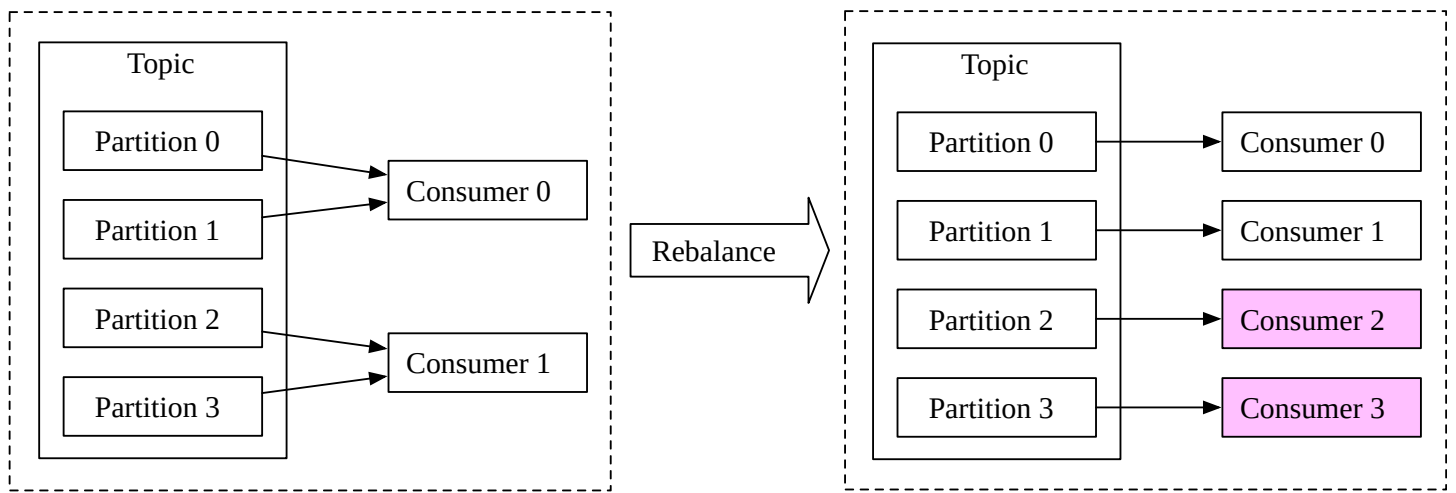 Topic
Partition 0
Partition 1
Partition 2
Partition 3
Consumer 0
Consumer 1
Rebalance
Topic
Partition 0
Partition 1
Partition 2
Partition 3
Consumer 0
Consumer 1
Consumer 2
Consumer 3